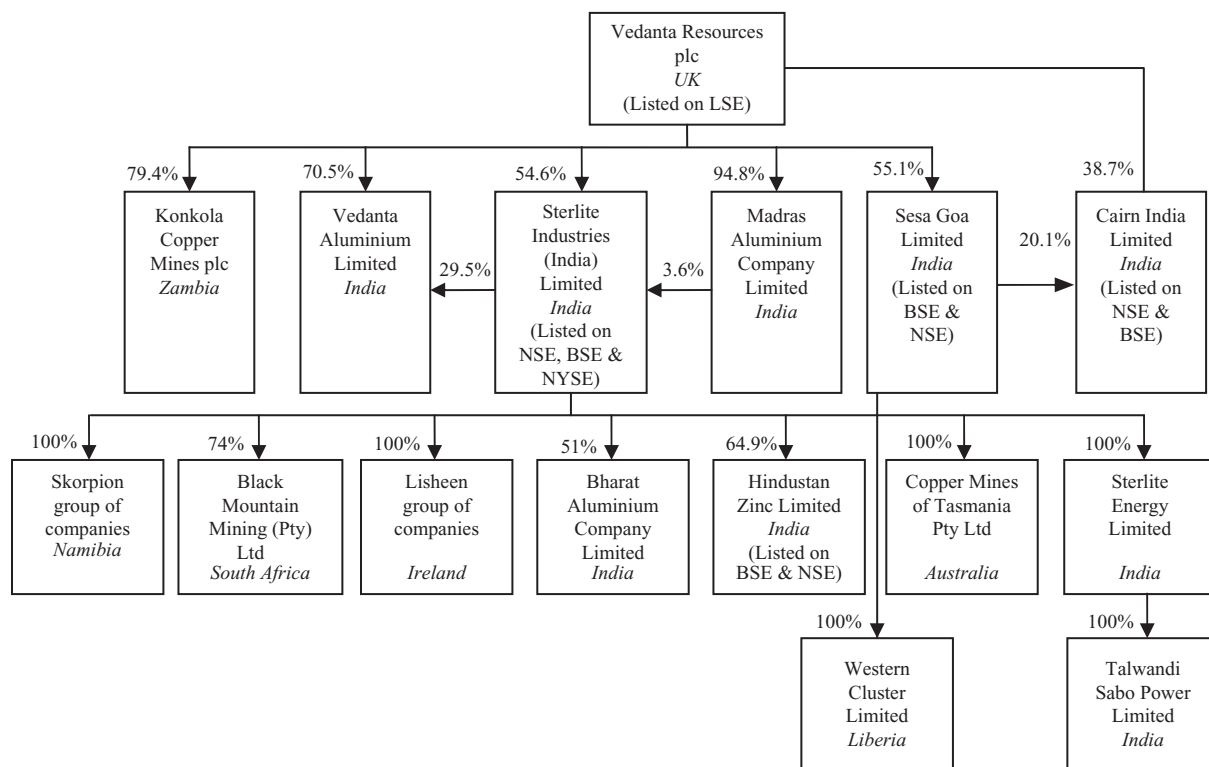 Vedanta Resources
plc
UK
(Listed on LSE)
79.4%
70.5%
54.6%
94.8%
55.1%
38.7%
Konkola
Copper
Mines plc
Zambia
Vedanta
Aluminium
Limited
India
29.5%
Sterlite
Industries
(India)
Limited
India
(Listed on
NSE, BSE &
NYSE)
3.6%
Madras
Aluminium
Company
Limited
India
Sesa Goa
Limited
India
(Listed on
BSE &
NSE)
20.1%
Cairn India
Limited
India
(Listed on
NSE &
BSE)
100%
74%
100%
51%
64.9%
100%
100%
Skorpion
group of
companies
Namibia
Black
Mountain
Mining (Pty)
Ltd
South Africa
Lisheen
group of
companies
Ireland
Bharat
Aluminium
Company
Limited
India
Hindustan
Zinc Limited
India
(Listed on
BSE & NSE)
Copper Mines
of Tasmania
Pty Ltd
Australia
Sterlite
Energy
Limited
India
100%
100%
Western
Cluster
Limited
Liberia
Talwandi
Sabo Power
Limited
India